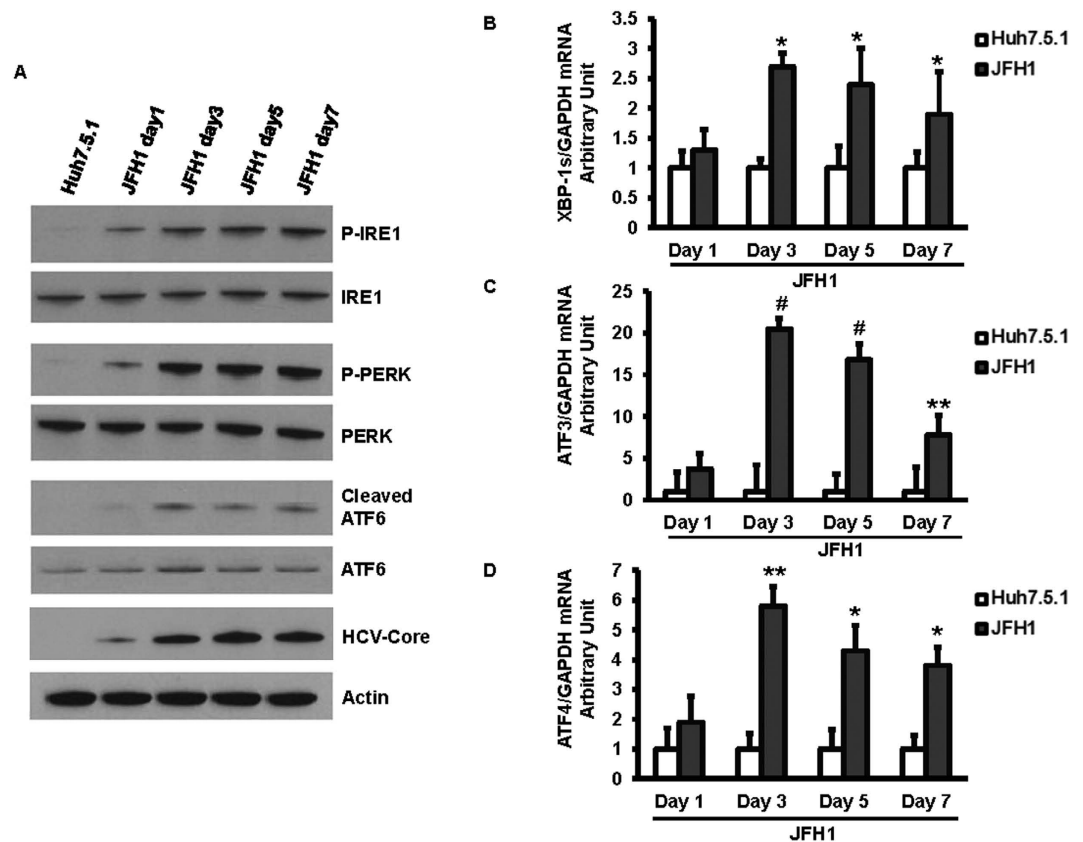 A
Huh7.5.1
JFH1 day1
JFH1 day3
JFH1 day5
JFH1 day7
P-IRE1
IRE1
P-PERK
PERK
Cleaved
ATF6
ATF6
HCV-Core
Actin
B
XBP-1s/GAPDH mRNA
Arbitrary Unit
3.5
3
2.5
2
1.5
1
0.5
0
*
*
*
Huh7.5.1
JFH1
Day 1 Day 3 Day 5 Day 7
JFH1
C
ATF3/GAPDH mRNA
Arbitrary Unit
25
20
15
10
5
0
#
#
**
Huh7.5.1
JFH1
Day 1 Day 3 Day 5 Day 7
JFH1
D
ATF4/GAPDH mRNA
Arbitrary Unit
7
6
5
4
3
2
1
0
**
*
*
Huh7.5.1
JFH1
Day 1 Day 3 Day 5 Day 7
JFH1